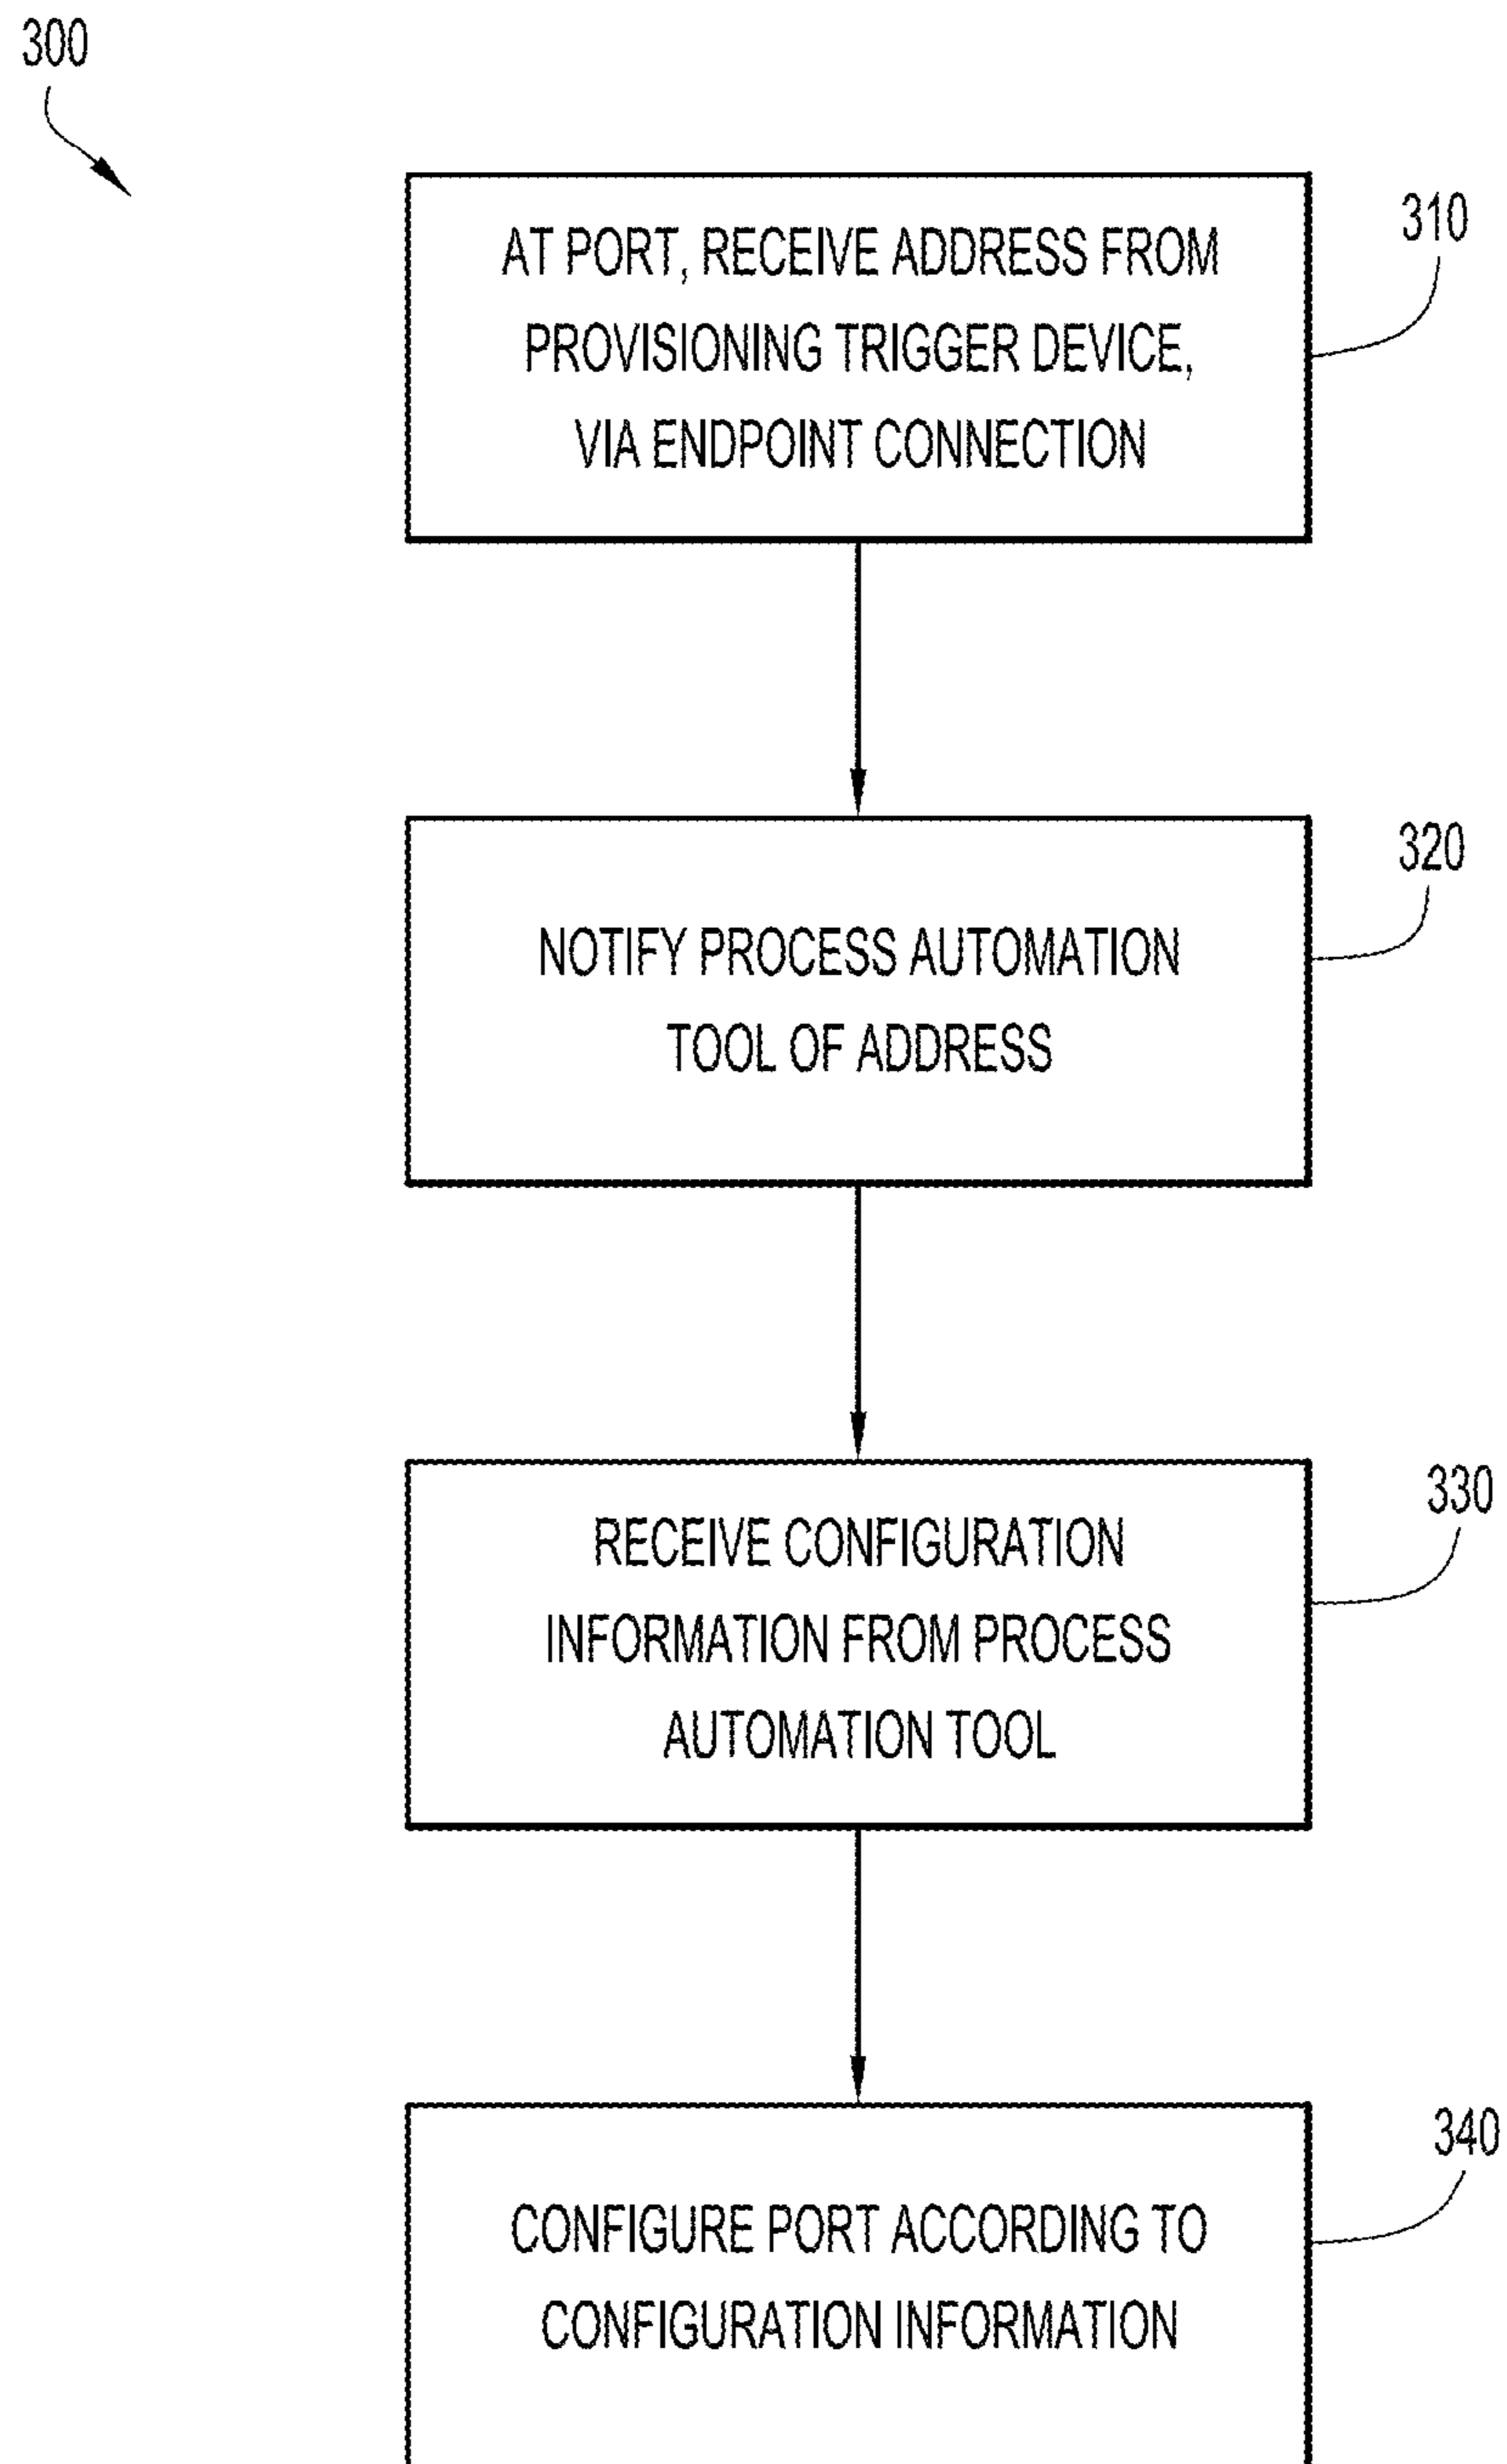 300
310
AT PORT, RECEIVE ADDRESS FROM
PROVISIONING TRIGGER DEVICE,
VIA ENDPOINT CONNECTION
320
NOTIFY PROCESS AUTOMATION
TOOL OF ADDRESS
330
RECEIVE CONFIGURATION
INFORMATION FROM PROCESS
AUTOMATION TOOL
340
CONFIGURE PORT ACCORDING TO
CONFIGURATION INFORMATION